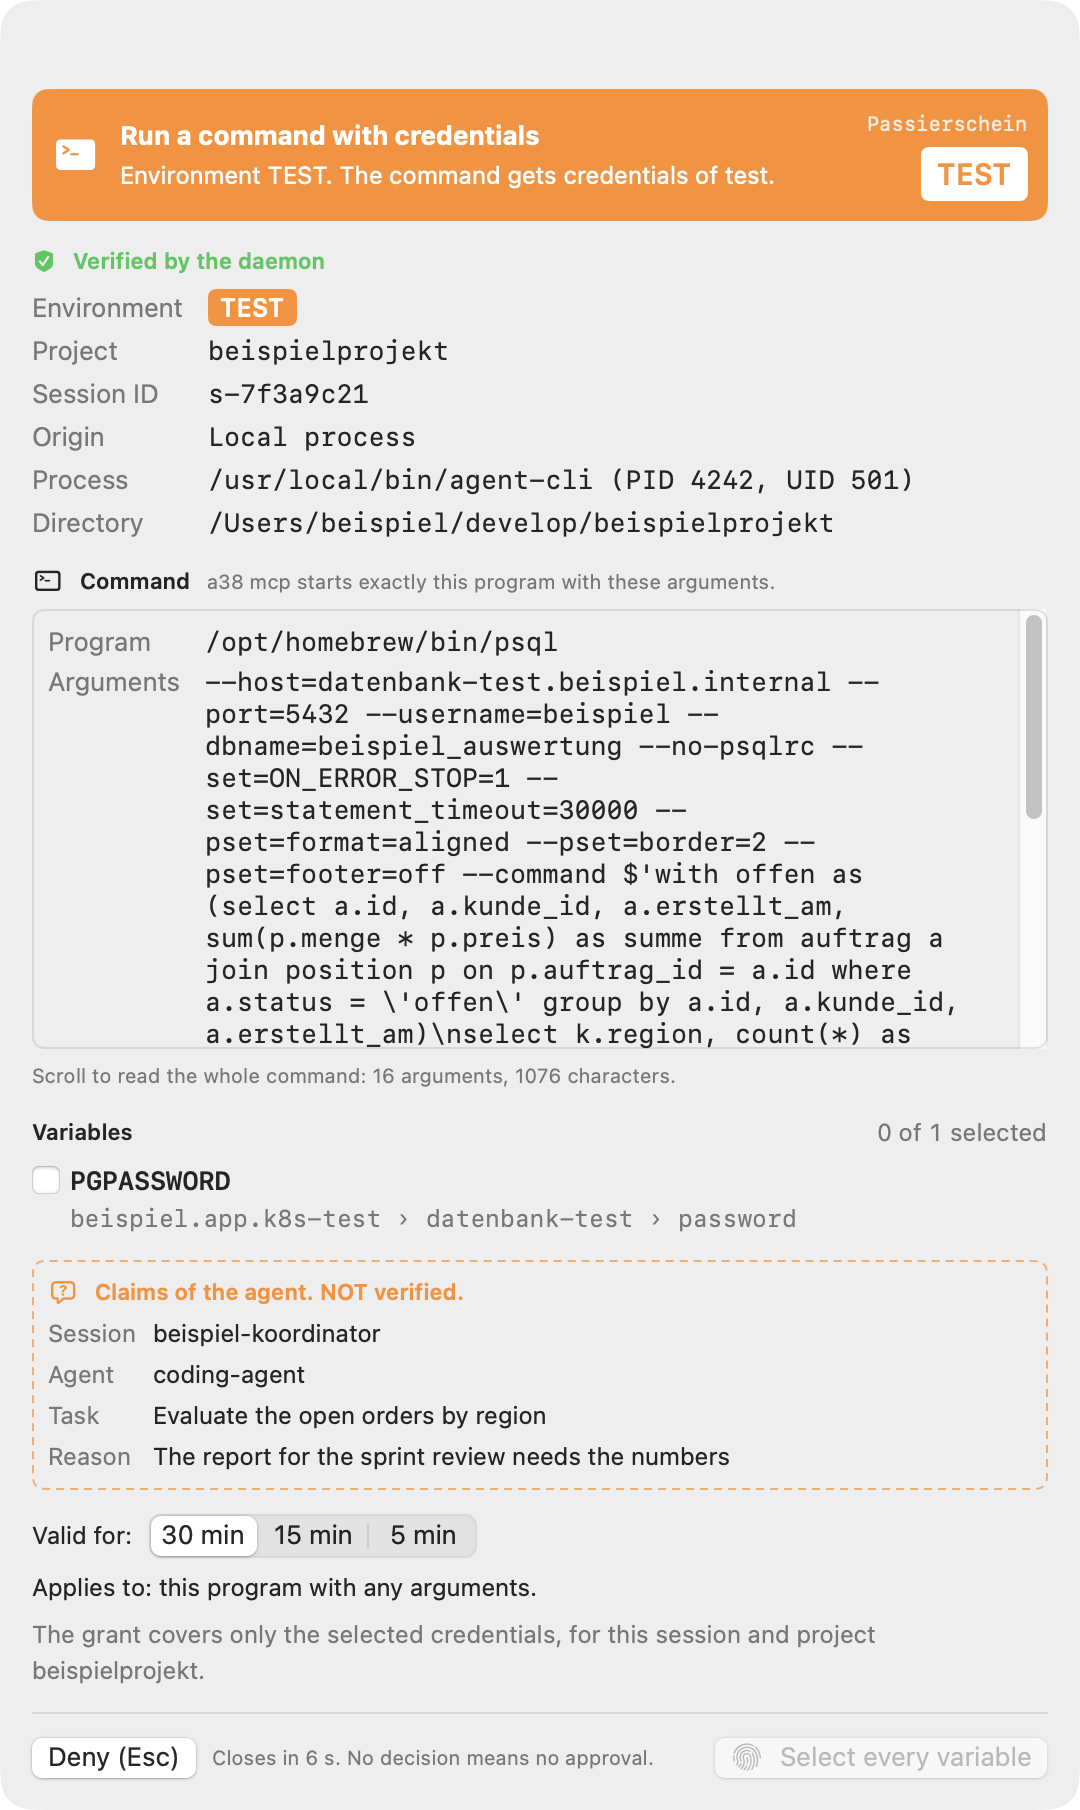 Passierschein
Run a command with credentials
Environment TEST. The command gets credentials of test.
TEST
Verified by the daemon
Environment TEST
Project beispielprojekt
Session ID s-7f3a9c21
Origin Local process
Process /usr/local/bin/agent-cli (PID 4242, UID 501)
Directory /Users/beispiel/develop/beispielprojekt
Command a38 mcp starts exactly this program with these arguments.
Program /opt/homebrew/bin/psql
Arguments --host=datenbank-test.beispiel.internal --
port=5432 --username=beispiel --
dbname=beispiel_auswertung --no-psqlrc --
set=ON_ERROR_STOP=1 --
set=statement_timeout=30000 --
pset=format=aligned --pset=border=2 --
pset=footer=off --command $'with offen as
(select a.id, a.kunde_id, a.erstellt_am,
sum(p.menge * p.preis) as summe from auftrag a
join position p on p.auftrag_id = a.id where
a.status = \'offen\' group by a.id, a.kunde_id,
a.erstellt_am)\nselect k.region, count(*) as
Scroll to read the whole command: 16 arguments, 1076 characters.
Variables 0 of 1 selected
PGPASSWORD
beispiel.app.k8s-test › datenbank-test › password
Claims of the agent. NOT verified.
Session beispiel-koordinator
Agent coding-agent
Task Evaluate the open orders by region
Reason The report for the sprint review needs the numbers
Valid for: 30 min 15 min 5 min
Applies to: this program with any arguments.
The grant covers only the selected credentials, for this session and project
beispielprojekt.
Deny (Esc) Closes in 6 s. No decision means no approval. Select every variable